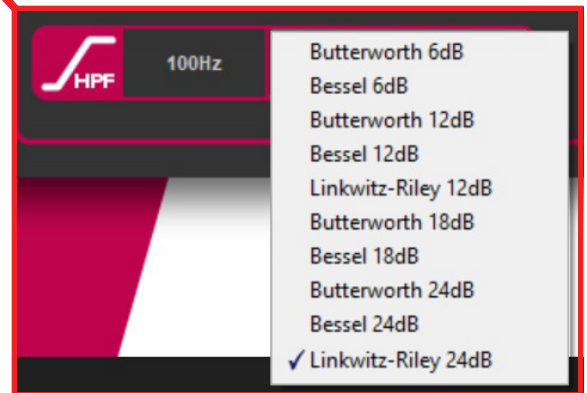 HPF
100Hz
Butterworth 6dB
Bessel 6dB
Butterworth 12dB
Bessel 12dB
Linkwitz-Riley 12dB
Butterworth 18dB
Bessel 18dB
Butterworth 24dB
Bessel 24dB
✓ Linkwitz-Riley 24dB